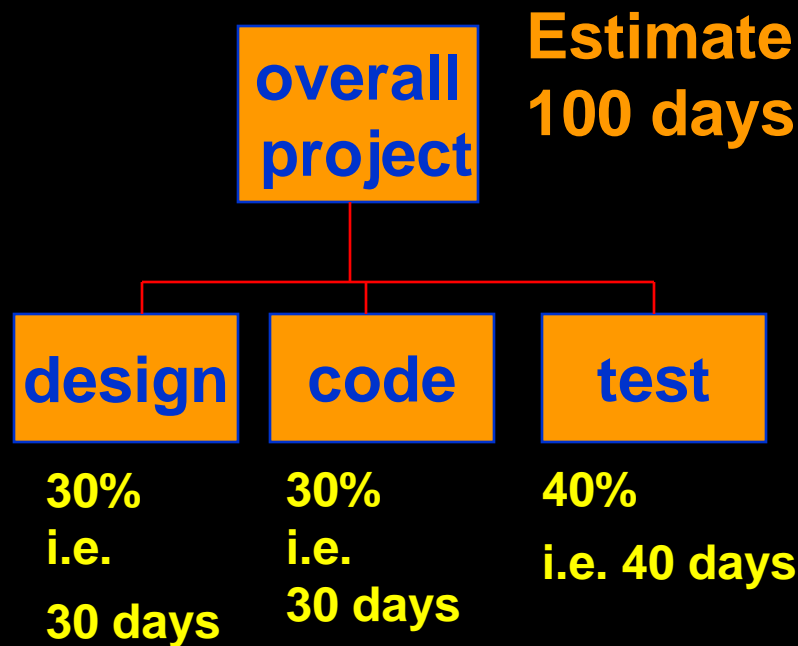 overall
project
Estimate
100 days
design
code
test
30%
i.e.
30 days
30%
i.e.
30 days
40%
i.e. 40 days